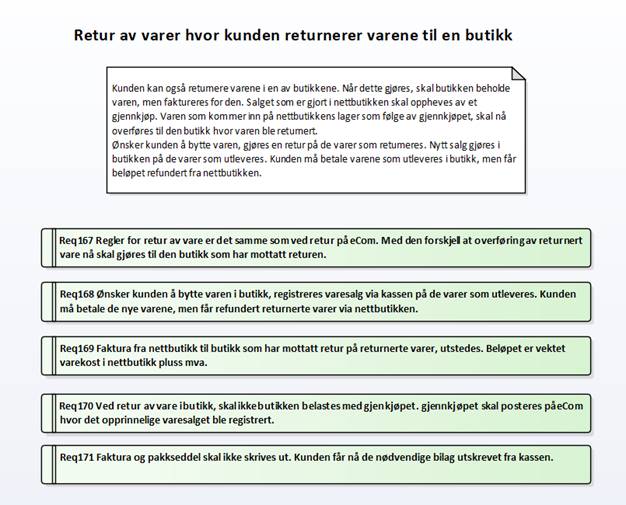 Retur av varer hvor kunden returnerer varene til en butikk
Kunden kan også returnere varene i en av butikkene. Når dette gjøres, skal butikken beholde
varen, men faktureres for den. Salget som er gjort i nettbutikken skal oppheves av et
gjennkjøp. Varen som kommer inn på nettbutikkens lager som følge av gjennkjøpet, skal nå
overføres til den butikk hvor varen ble returnert.
Ønsker kunden å bytte varen, gjøres en retur på de varer som returneres. Nytt salg gjøres i
butikken på de varer som utleveres. Kunden må betale varene som utleveres i butikk, men får
beløpet refundert fra nettbutikken.
Req167 Regler for retur av vare er det samme som ved retur på eCom. Med den forskjell at overføring av returnert
vare nå skal gjøres til den butikk som har mottatt returen.
Req168 Ønsker kunden å bytte varen i butikk, registreres varesalg via kassen på de varer som utleveres. Kunden
må betale de nye varene, men får refundert returnerte varer via nettbutikken.
Req169 Faktura fra nettbutikk til butikk som har mottatt retur på returnerte varer, utstedes. Beløpet er vektet
varekost i nettbutikk pluss mva.
Req170 Ved retur av vare i butikk, skal ikke butikken belastes med gjenkjøpet. gjennkjøpet skal posteres på eCom
hvor det opprinnelige varesalget ble registrert.
Req171 Faktura og pakkseddel skal ikke skrives ut. Kunden får nå de nødvendige bilag utskrevet fra kassen.